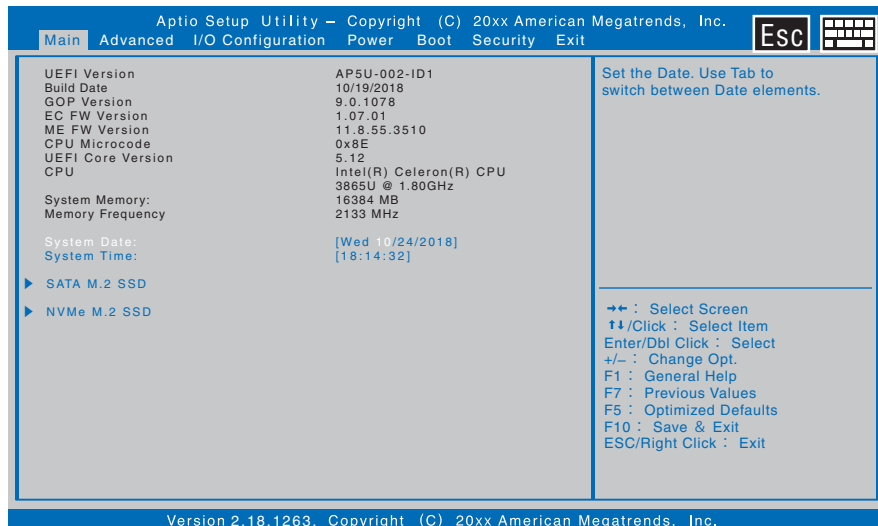 Aptio Setup Utility – Copyright (C) 20xx American Megatrends, Inc.
Esc
Main Advanced I/O Configuration Power Boot Security Exit
UEFI Version AP5U-002-ID1
Build Date 10/19/2018
GOP Version 9.0.1078
EC FW Version 1.07.01
ME FW Version 11.8.55.3510
CPU Microcode 0x8E
UEFI Core Version 5.12
CPU Intel(R) Celeron(R) CPU
3865U @ 1.80GHz
System Memory: 16384 MB
Memory Frequency 2133 MHz
System Date: [Wed 10/24/2018]
System Time: [18:14:32]
SATA M.2 SSD
NVMe M.2 SSD
Set the Date. Use Tab to
switch between Date elements.
→←: Select Screen
↑↓/Click: Select Item
Enter/Dbl Click: Select
+/–: Change Opt.
F1: General Help
F7: Previous Values
F5: Optimized Defaults
F10: Save & Exit
ESC/Right Click: Exit
Version 2.18.1263. Copyright (C) 20xx American Megatrends, Inc.